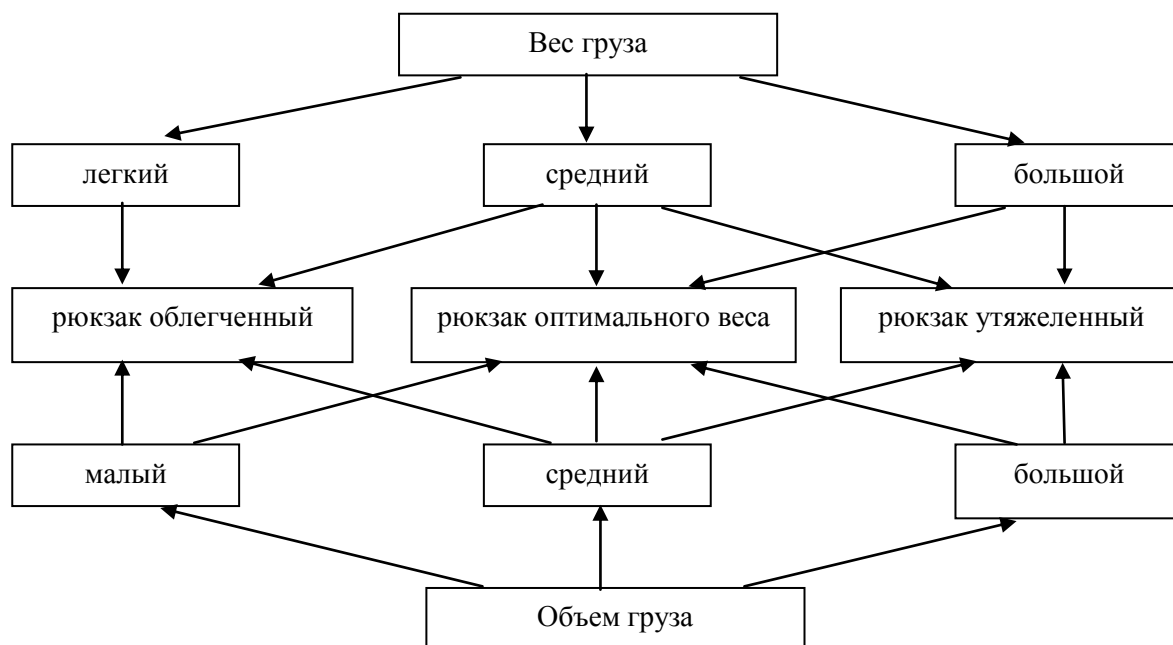 Вес груза
легкий
средний
большой
рюкзак облегченный
рюкзак оптимального веса
рюкзак утяжеленный
малый
средний
большой
Объем груза